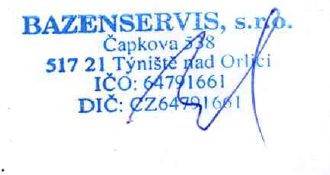 BAZENSERVIS, s.r.o.
Čapkova 538
517 21 Týniště nad Orlicí
IČO: 64791661
DIČ: CZ64791661